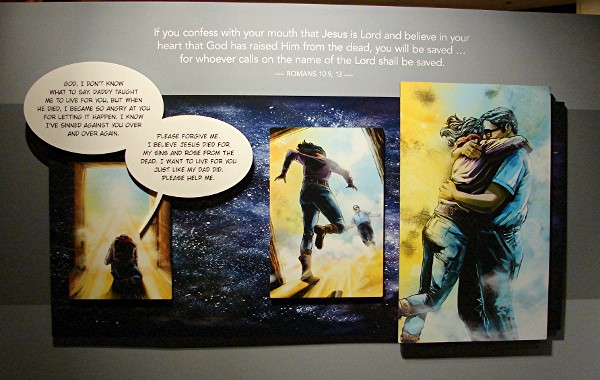 If you confess with your mouth that Jesus is Lord and believe in your
heart that God has raised Him from the dead, you will be saved ...
for whoever calls on the name of the Lord shall be saved.
— ROMANS 10:9, 13 —
GOD, I DON'T KNOW
WHAT TO SAY. DADDY TAUGHT
ME TO LIVE FOR YOU, BUT WHEN
HE DIED, I BECAME SO ANGRY AT YOU
FOR LETTING IT HAPPEN. I KNOW
I'VE SINNED AGAINST YOU OVER
AND OVER AGAIN.
PLEASE FORGIVE ME.
I BELIEVE JESUS DIED FOR
MY SINS AND ROSE FROM THE
DEAD. I WANT TO LIVE FOR YOU
JUST LIKE MY DAD DID.
PLEASE HELP ME.